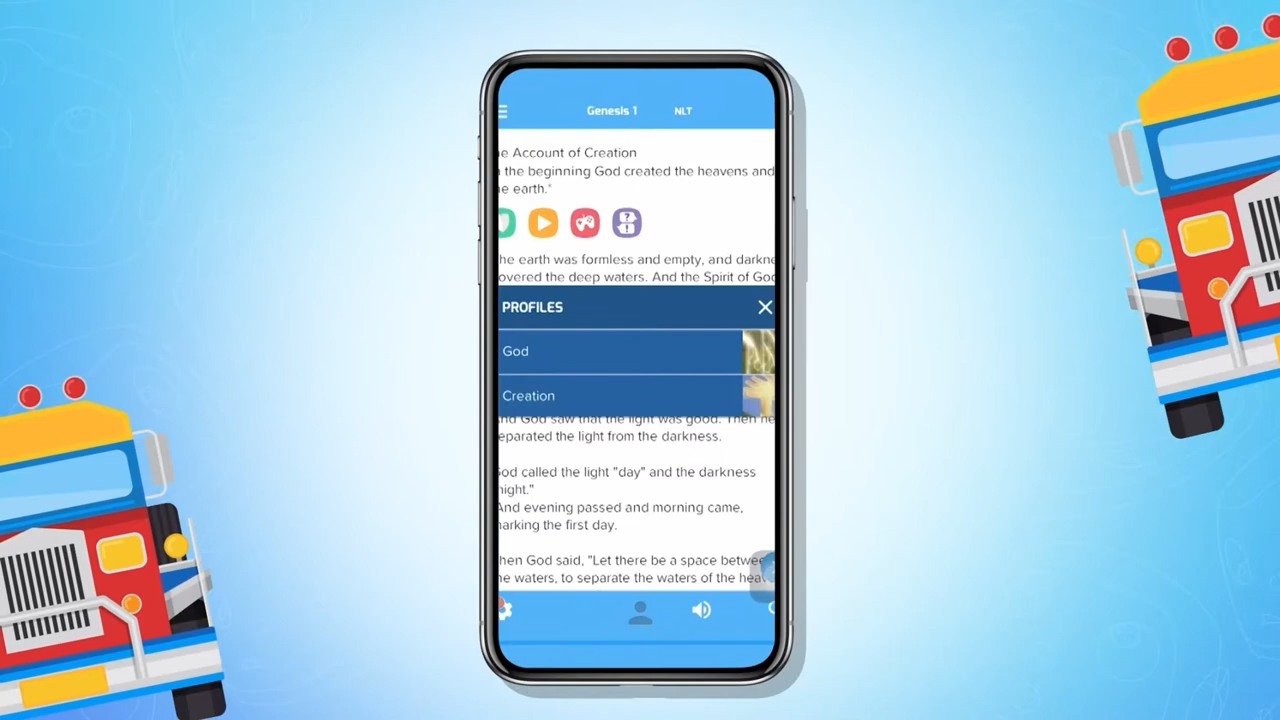 Genesis 1 NLT
e Account of Creation
the beginning God created the heavens and
e earth."
he earth was formless and empty, and darkne
overed the deep waters. And the Spirit of Go
PROFILES
God
Creation
nd God saw that the light was good. Then he
eparated the light from the darkness.
God called the light "day" and the darkness
night."
And evening passed and morning came,
marking the first day.
hen God said, "Let there be a space betwee
he waters, to separate the waters of the heav